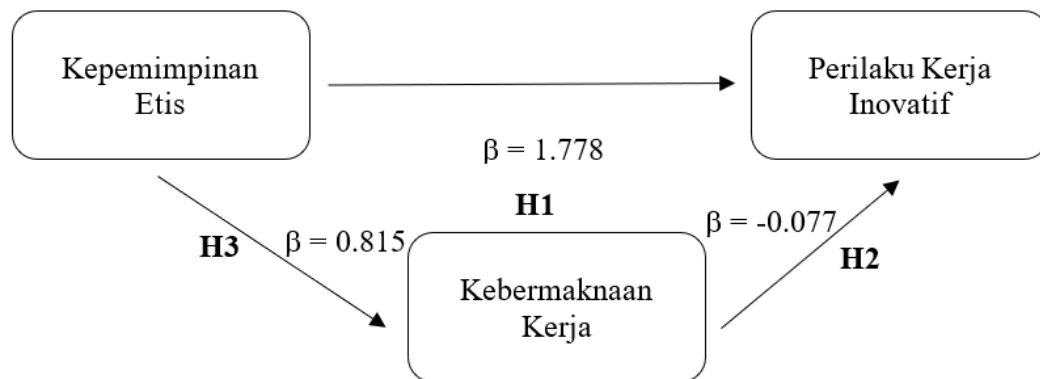 Kepemimpinan
Etis
Perilaku Kerja
Inovatif
β = 1.778
H1
H3
β = 0.815
β = -0.077
H2
Kebermaknaan
Kerja